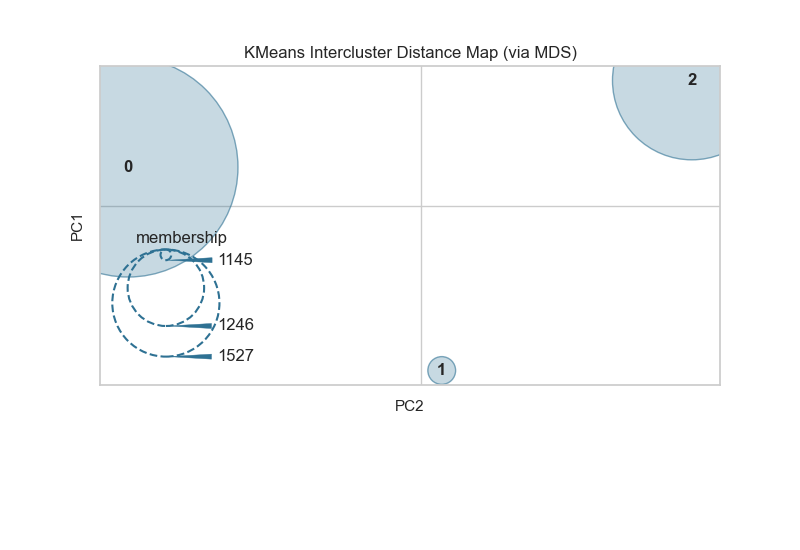 KMeans Intercluster Distance Map (via MDS)
2
0
PC1
membership
1145
1246
1527
1
PC2